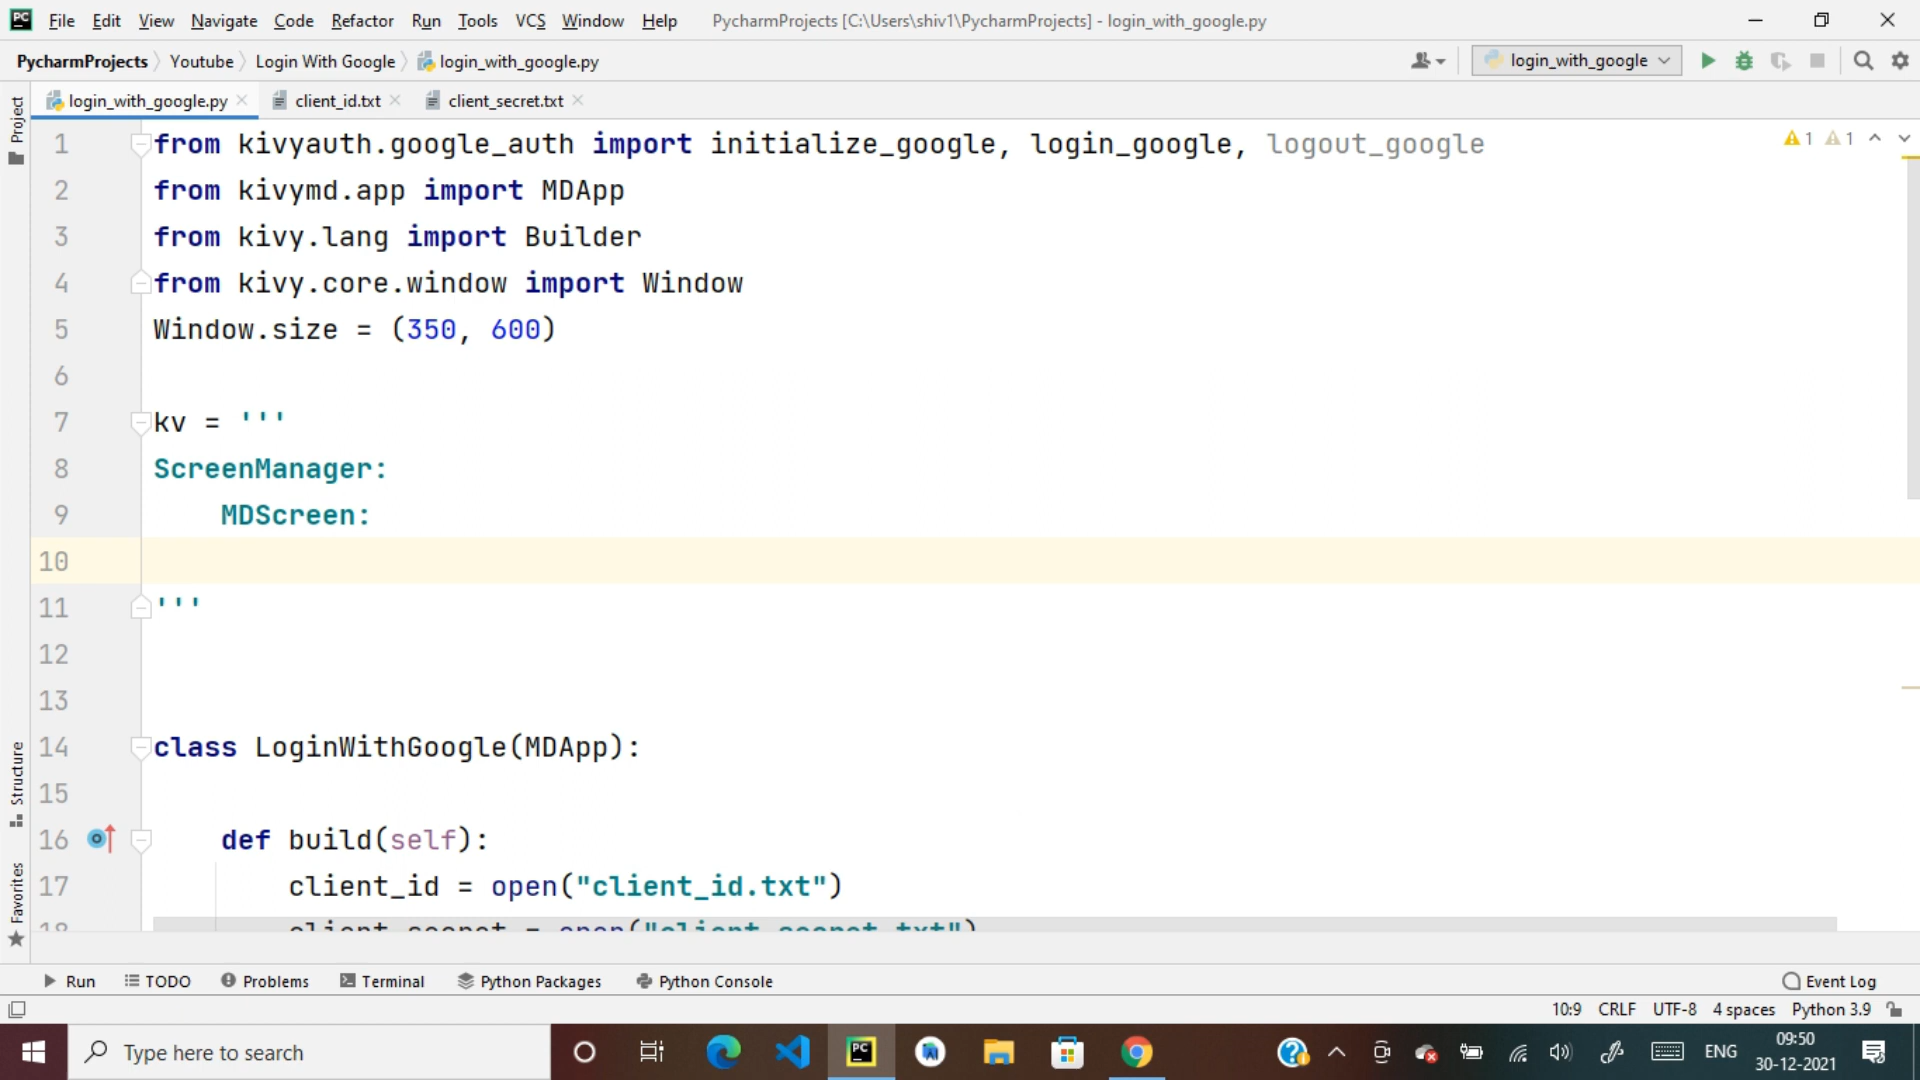 File Edit View Navigate Code Refactor Run Tools VCS Window Help PycharmProjects [C:\Users\shiv1\PycharmProjects] - login_with_google.py
PycharmProjects Youtube Login With Google login_with_google.py login_with_google
login_with_google.py client_id.txt client_secret.txt
Project
1 from kivyauth.google_auth import initialize_google, login_google, logout_google
1 1
2 from kivymd.app import MDApp
3 from kivy.lang import Builder
4 from kivy.core.window import Window
5 Window.size = (350, 600)
6
7 kv = '''
8 ScreenManager:
9 MDScreen:
10
11 '''
12
13
14 class LoginWithGoogle(MDApp):
15
16 def build(self):
17 client_id = open("client_id.txt")
18 client_secret = open("client_secret.txt")
Structure
Favorites
Run TODO Problems Terminal Python Packages Python Console Event Log
10:9 CRLF UTF-8 4 spaces Python 3.9
Type here to search
ENG
09:50
30-12-2021